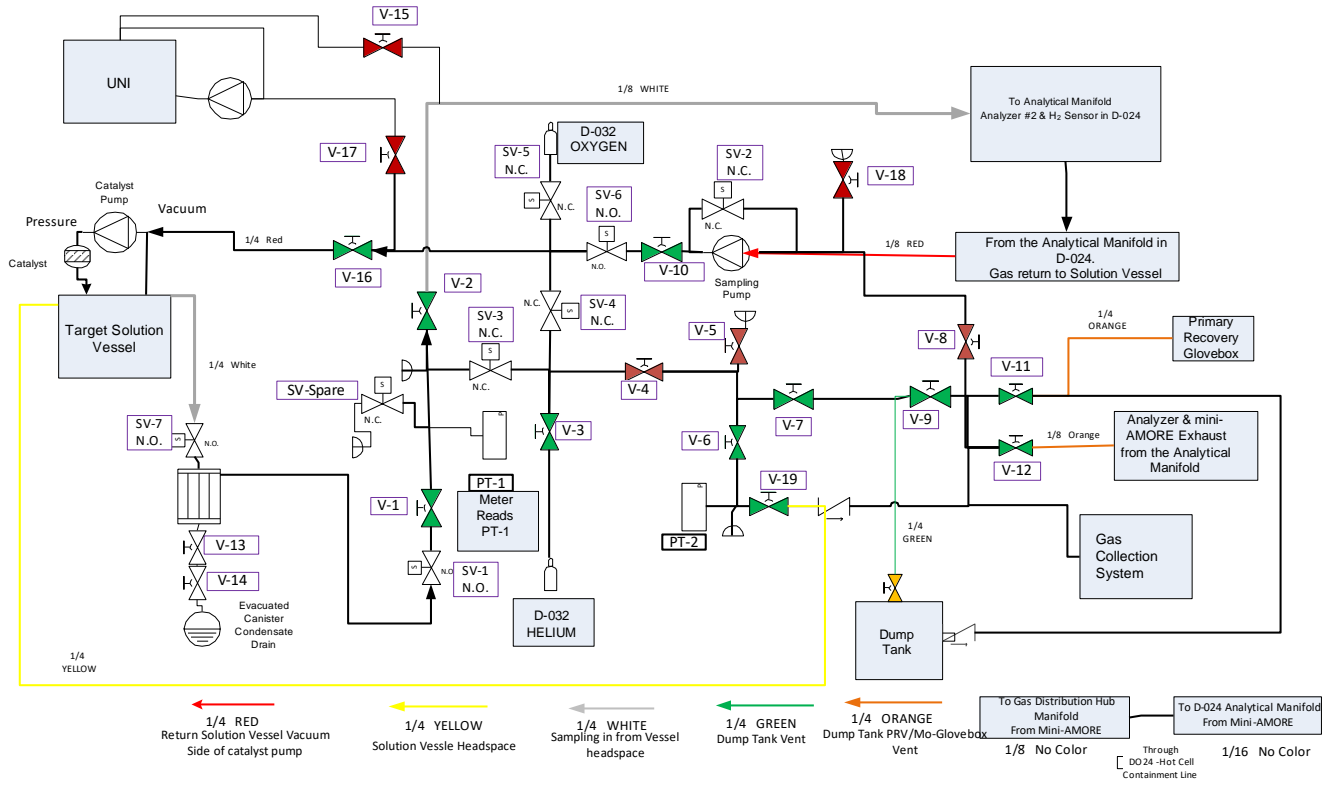 V-15
UNI
1/8 WHITE
To Analytical Manifold
Analyzer #2 & H2 Sensor in D-024
V-17
D-032
OXYGEN
SV-5
N.C.
N.C.
S
SV-2
N.C.
S
N.C.
V-18
Catalyst
Pump
Pressure
Vacuum
1/4 Red
Catalyst
V-16
SV-6
N.O.
S
N.O.
V-10
Sampling
Pump
1/8 RED
From the Analytical Manifold in
D-024.
Gas return to Solution Vessel
Target Solution
Vessel
1/4 White
V-2
N.C.
S
SV-4
N.C.
SV-3
N.C.
S
N.C.
V-5
V-4
V-8
1/4
ORANGE
Primary
Recovery
Glovebox
V-11
SV-Spare
S
N.C.
P
SV-7
N.O.
S
N.O.
V-3
V-7
V-9
V-6
1/8 Orange
V-12
Analyzer & mini-
AMORE Exhaust
from the Analytical
Manifold
V-1
PT-1
Meter
Reads
PT-1
P
V-19
PT-2
1/4
GREEN
Gas
Collection
System
V-13
V-14
S
N.O
SV-1
N.O.
Evacuated
Canister
Condensate
Drain
D-032
HELIUM
Dump
Tank
1/4
YELLOW
1/4 RED
Return Solution Vessel Vacuum
Side of catalyst pump
1/4 YELLOW
Solution Vessle Headspace
1/4 WHITE
Sampling in from Vessel
headspace
1/4 GREEN
Dump Tank Vent
1/4 ORANGE
Dump Tank PRV/Mo-Glovebox
Vent
To Gas Distribution Hub
Manifold
From Mini-AMORE
1/8 No Color
Through
DO24 -Hot Cell
Containment Line
To D-024 Analytical Manifold
From Mini-AMORE
1/16 No Color